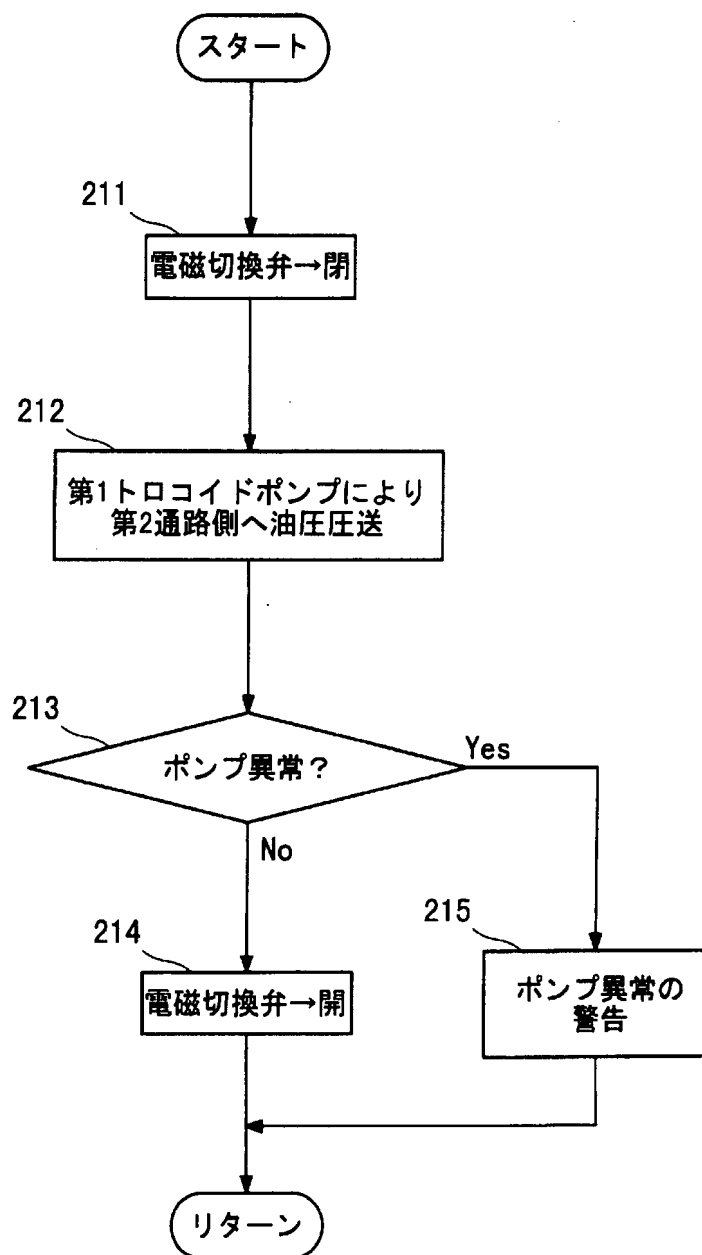 スタート
211
電磁切換弁→閉
212
第1トロコイドポンプにより
第2通路側へ油圧圧送
213
ポンプ異常?
Yes
No
214
電磁切換弁→開
215
ポンプ異常の
警告
リターン